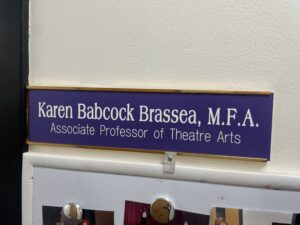 Karen Babcock Brassea, M.F.A.
Associate Professor of Theatre Arts